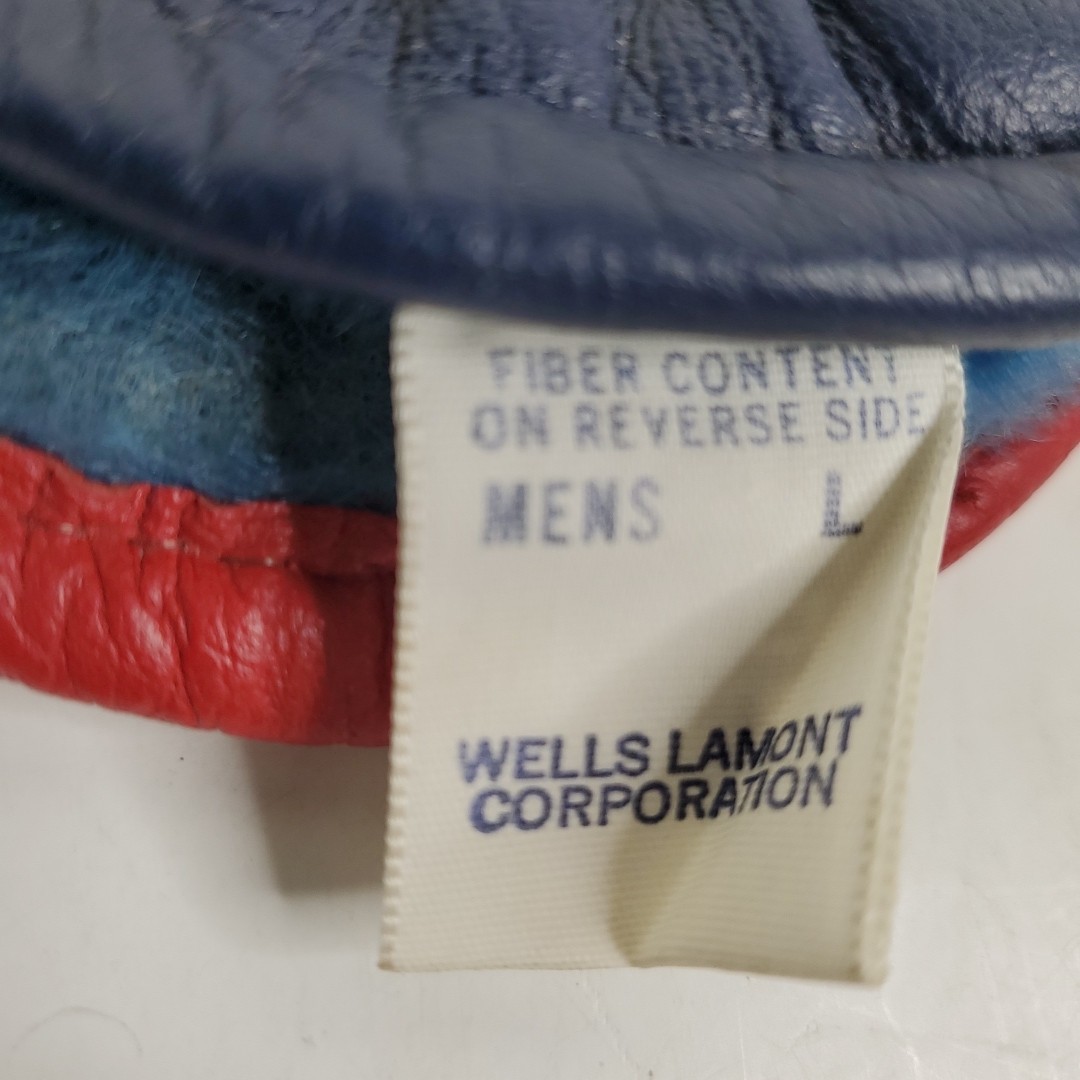 FIBER CONTENT
ON REVERSE SIDE
MENS L
WELLS LAMONT
CORPORATION